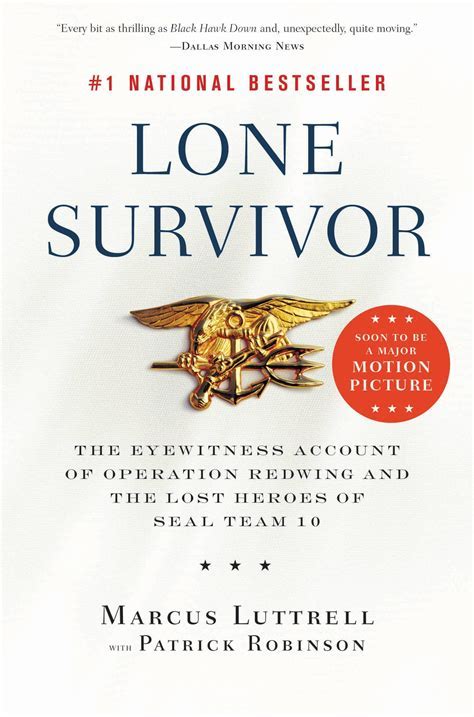 “Every bit as thrilling as Black Hawk Down and, unexpectedly, quite moving.”
—Dallas Morning News
#1 NATIONAL BESTSELLER
LONE
SURVIVOR
★ ★ ★
SOON TO BE
A MAJOR
MOTION
PICTURE
★ ★ ★
THE EYEWITNESS ACCOUNT
OF OPERATION REDWING AND
THE LOST HEROES OF
SEAL TEAM 10
★ ★ ★
MARCUS LUTTRELL
WITH PATRICK ROBINSON